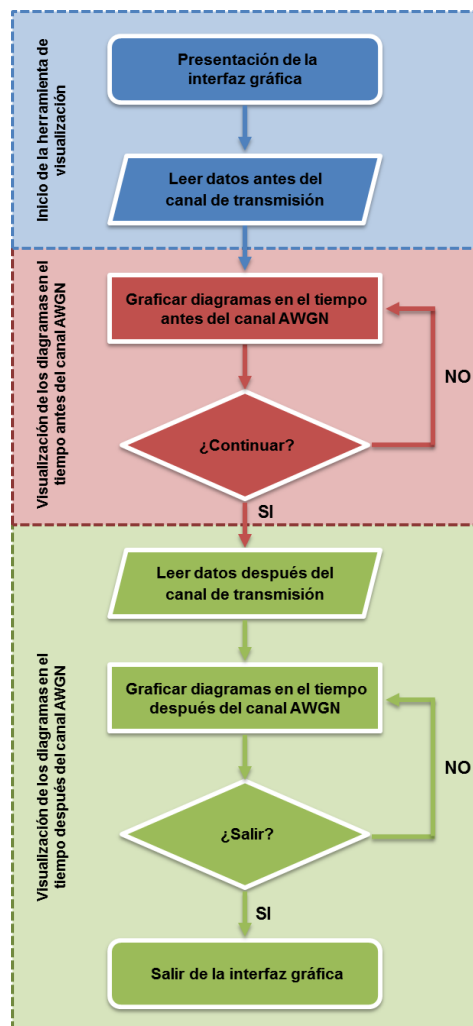 Inicio de la herramienta de
visualización
Presentación de la
interfaz gráfica
Leer datos antes del
canal de transmisión
Visualización de los diagramas en el
tiempo antes del canal AWGN
Graficar diagramas en el tiempo
antes del canal AWGN
NO
¿Continuar?
SI
Visualización de los diagramas en el
tiempo después del canal AWGN
Leer datos después del
canal de transmisión
Graficar diagramas en el tiempo
después del canal AWGN
NO
¿Salir?
SI
Salir de la interfaz gráfica